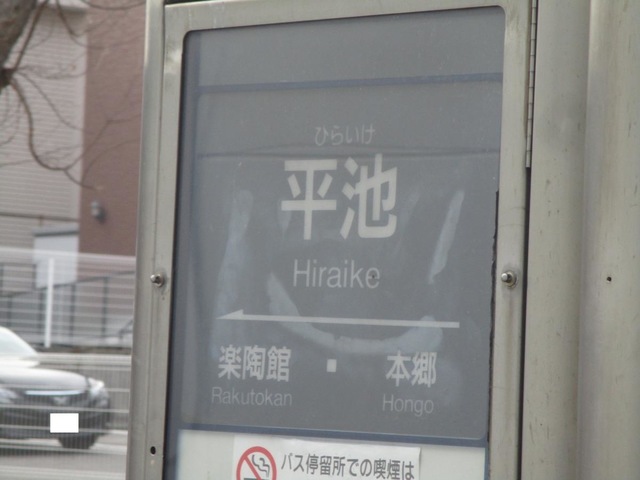 ひらいけ
平池
Hiraike
楽陶館 ・ 本郷
Rakutokan Hongo
バス停留所での喫煙は